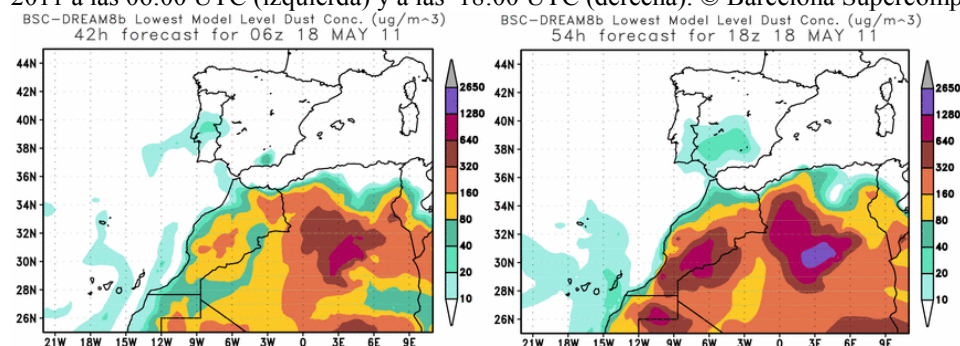 2011 a las 06:00 UTC (izquierda) y a las 18:00 UTC (derecha). © Barcelona Supercomp
BSC-DREAM8b Lowest Model Level Dust Conc. (ug/m^3)
42h forecast for 06z 18 MAY 11
44N
42N
40N
38N
36N
34N
32N
30N
28N
26N
21W 18W 15W 12W 9W 6W 3W 0 3E 6E 9E
2650
1280
640
320
160
80
40
20
10
BSC-DREAM8b Lowest Model Level Dust Conc. (ug/m^3)
54h forecast for 18z 18 MAY 11
44N
42N
40N
38N
36N
34N
32N
30N
28N
26N
21W 18W 15W 12W 9W 6W 3W 0 3E 6E 9E
2650
1280
640
320
160
80
40
20
10